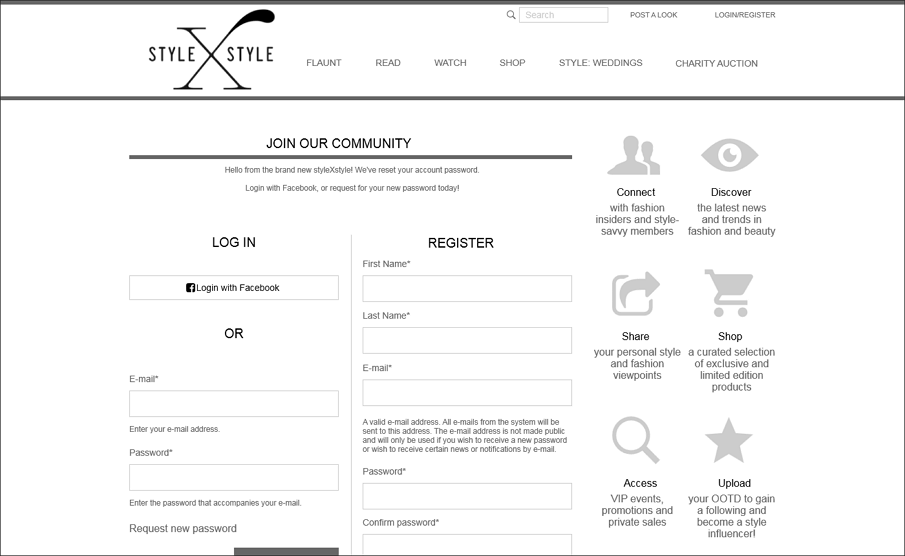 Search
POST A LOOK
LOGIN/REGISTER
STYLE X STYLE
FLAUNT
READ
WATCH
SHOP
STYLE: WEDDINGS
CHARITY AUCTION
JOIN OUR COMMUNITY
Hello from the brand new styleXstyle! We've reset your account password.
Login with Facebook, or request for your new password today!
LOG IN
Login with Facebook
OR
E-mail*
Enter your e-mail address.
Password*
Enter the password that accompanies your e-mail.
Request new password
REGISTER
First Name*
Last Name*
E-mail*
A valid e-mail address. All e-mails from the system will be
sent to this address. The e-mail address is not made public
and will only be used if you wish to receive a new password
or wish to receive certain news or notifications by e-mail.
Password*
Confirm password*
Connect
with fashion
insiders and style-
savvy members
Discover
the latest news
and trends in
fashion and beauty
Share
your personal style
and fashion
viewpoints
Shop
a curated selection
of exclusive and
limited edition
products
Access
VIP events,
promotions and
private sales
Upload
your OOTD to gain
a following and
become a style
influencer!